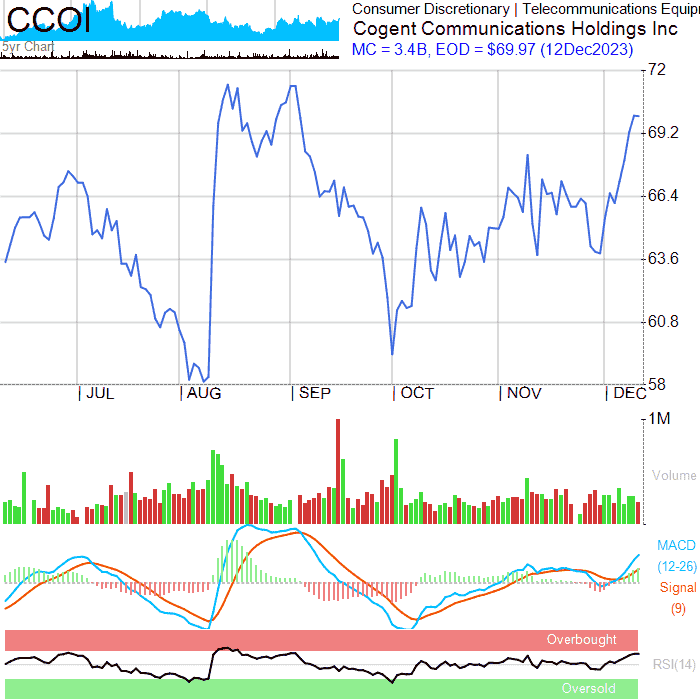 CCOI
5yr Chart
Consumer Discretionary | Telecommunications Equip
Cogent Communications Holdings Inc
MC = 3.4B, EOD = $69.97 (12Dec2023)
72
69.2
66.4
63.6
60.8
58
JUL
AUG
SEP
OCT
NOV
DEC
1M
Volume
MACD
(12-26)
Signal
(9)
Overbought
RSI(14)
Oversold